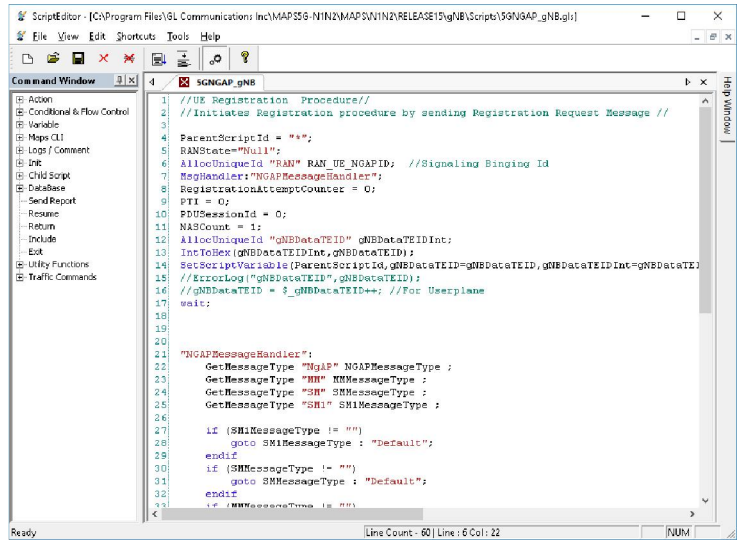 ScriptEditor - [C:\Program Files\GL Communications Inc\MAPS5G-N1N2\MAPS\N1N2\RELEASE15\gNB\Scripts\5GNGAP_gNB.gls]
File View Edit Shortcuts Tools Help
Command Window
5GNGAP_gNB
Help Window
Action
Conditional & Flow Control
Variable
Maps CLI
Logs / Comment
Init
Child Script
DataBase
Send Report
Resume
Return
Include
Exit
Utility Functions
Traffic Commands
1 //UE Registration Procedure//
2 //Initiates Registration procedure by sending Registration Request Message //
3
4 ParentScriptId = "*";
5 RANState="Null";
6 AllocUniqueId "RAN" RAN_UE_NGAPID; //Signaling Binging Id
7 MsgHandler:"NGAPMessageHandler";
8 RegistrationAttemptCounter = 0;
9 PTI = 0;
10 PDUSessionId = 0;
11 NASCount = 1;
12 AllocUniqueId "gNBDataTEID" gNBDataTEIDInt;
13 IntToHex(gNBDataTEIDInt,gNBDataTEID);
14 SetScriptVariable(ParentScriptId,gNBDataTEID=gNBDataTEID,gNBDataTEIDInt=gNBDataTEI
15 //ErrorLog("gNBDataTEID",gNBDataTEID);
16 //gNBDataTEID = $_gNBDataTEID++; //For Userplane
17 wait;
18
19
20
21 "NGAPMessageHandler":
22 GetMessageType "NgAP" NGAPMessageType ;
23 GetMessageType "MM" MMMessageType ;
24 GetMessageType "SM" SMMessageType ;
25 GetMessageType "SM1" SM1MessageType ;
26
27 if (SM1MessageType != "")
28 goto SM1MessageType : "Default";
29 endif
30 if (SMMessageType != "")
31 goto SMMessageType : "Default";
32 endif
33 if (MMMessageType != "")
Ready
Line Count - 60 | Line : 6 Col : 22
NUM